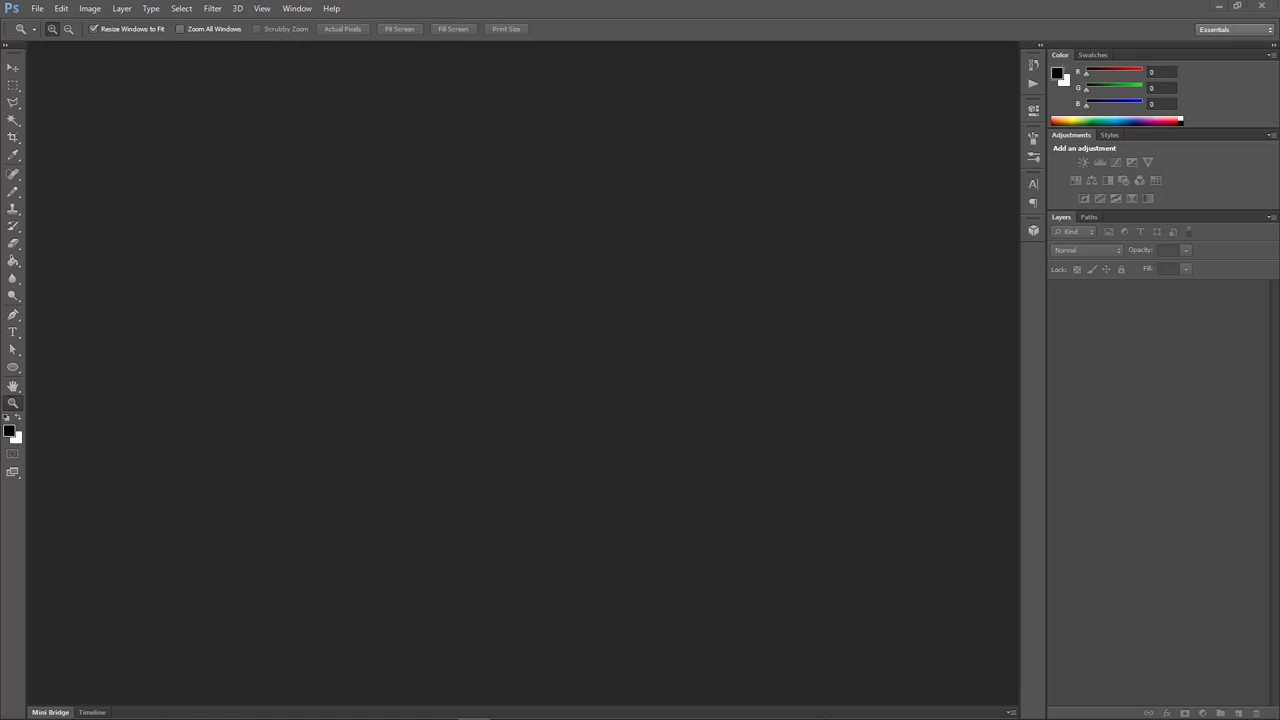 Ps File Edit Image Layer Type Select Filter 3D View Window Help
Resize Windows to Fit Zoom All Windows Scrubby Zoom Actual Pixels Fit Screen Fill Screen Print Size Essentials
Color Swatches
R 0
G 0
B 0
Adjustments Styles
Add an adjustment
Layers Paths
Kind
Normal Opacity:
Lock: Fill:
Mini Bridge Timeline